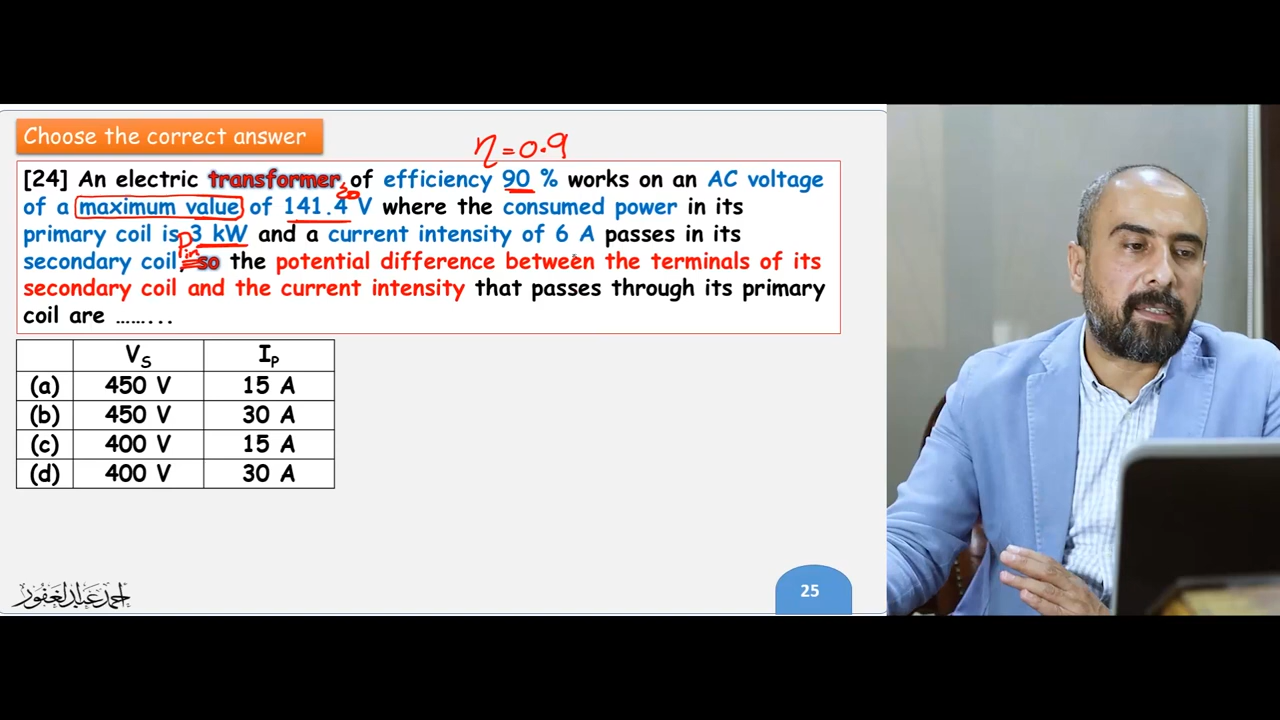 Choose the correct answer
η = 0.9
[24] An electric transformer of efficiency 90 % works on an AC voltage
of a maximum value of 141.4 V where the consumed power in its
primary coil is 3 kW and a current intensity of 6 A passes in its
Pin
secondary coil, so the potential difference between the terminals of its
secondary coil and the current intensity that passes through its primary
coil are ……...
VS IP
(a) 450 V 15 A
(b) 450 V 30 A
(c) 400 V 15 A
(d) 400 V 30 A
احمد عبد الغفور
25